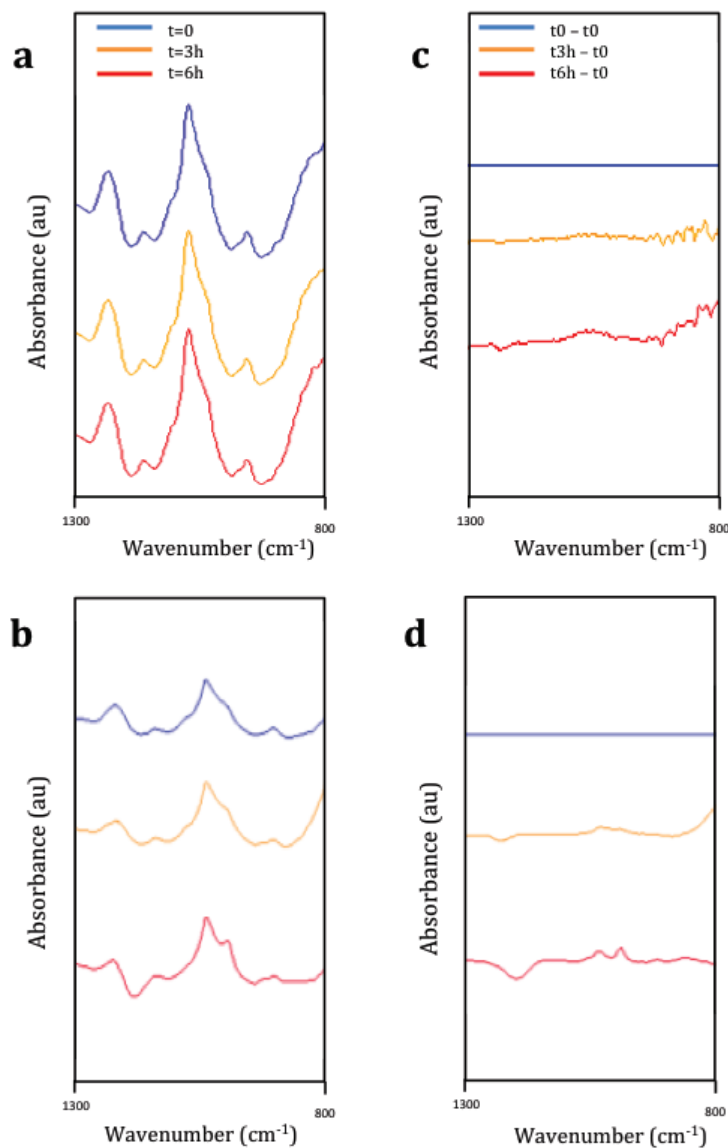 a
t=0
t=3h
t=6h
Absorbance (au)
1300
800
Wavenumber (cm-1)
c
t0 – t0
t3h – t0
t6h – t0
Absorbance (au)
1300
800
Wavenumber (cm-1)
b
Absorbance (au)
1300
800
Wavenumber (cm-1)
d
Absorbance (au)
1300
800
Wavenumber (cm-1)